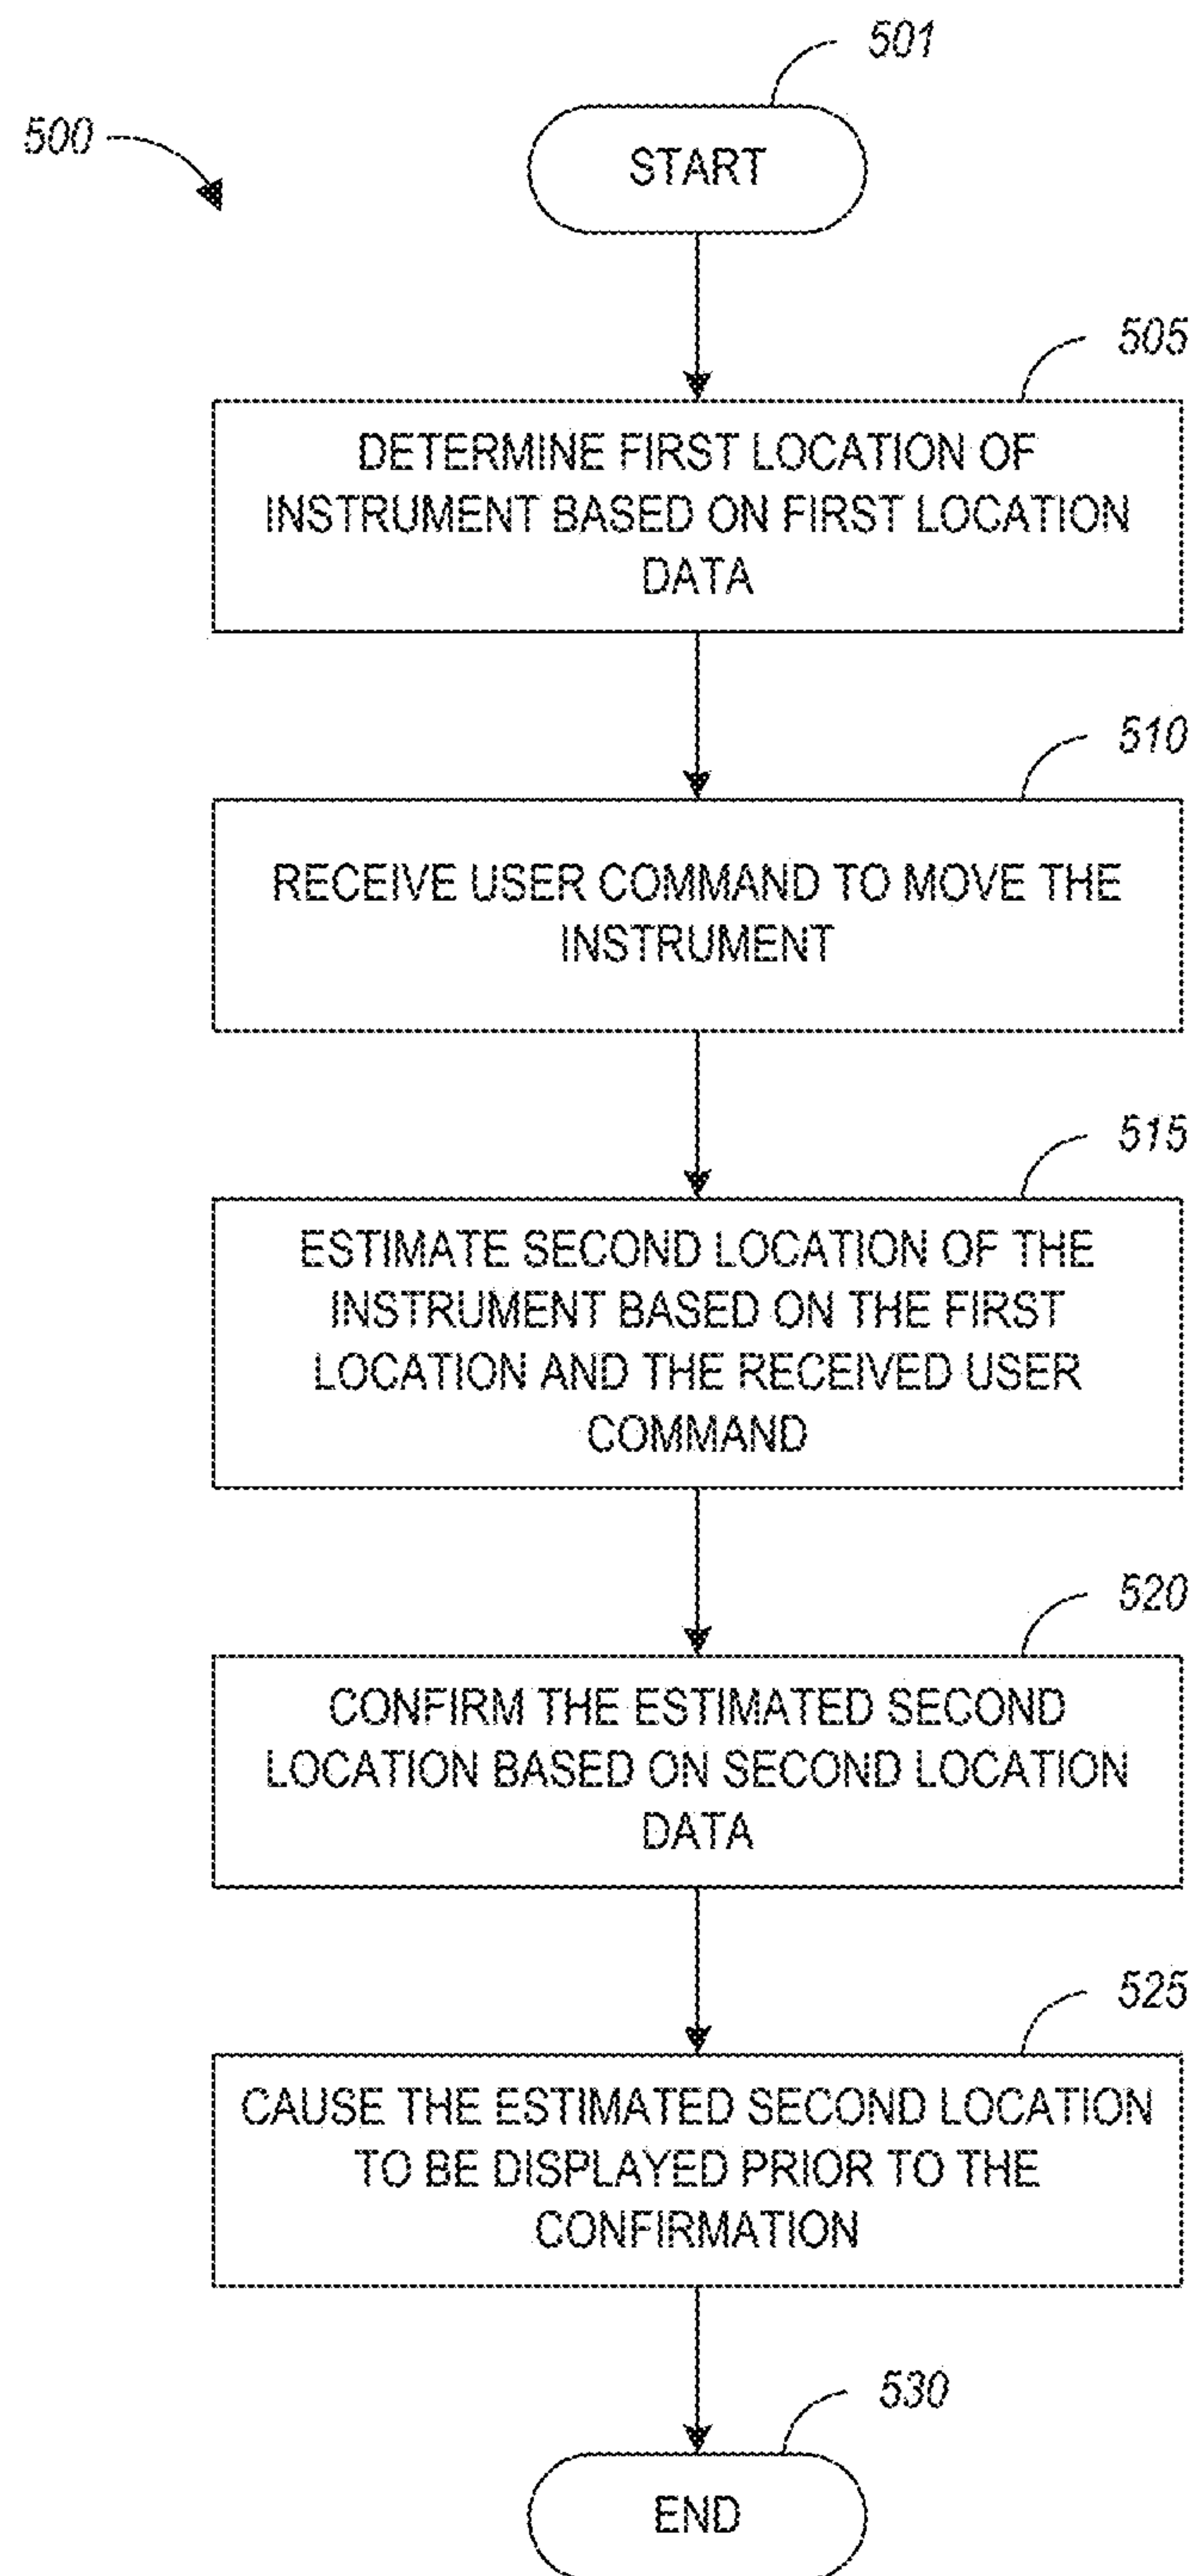 501
500
START
505
DETERMINE FIRST LOCATION OF
INSTRUMENT BASED ON FIRST LOCATION
DATA
510
RECEIVE USER COMMAND TO MOVE THE
INSTRUMENT
515
ESTIMATE SECOND LOCATION OF THE
INSTRUMENT BASED ON THE FIRST
LOCATION AND THE RECEIVED USER
COMMAND
520
CONFIRM THE ESTIMATED SECOND
LOCATION BASED ON SECOND LOCATION
DATA
525
CAUSE THE ESTIMATED SECOND LOCATION
TO BE DISPLAYED PRIOR TO THE
CONFIRMATION
530
END